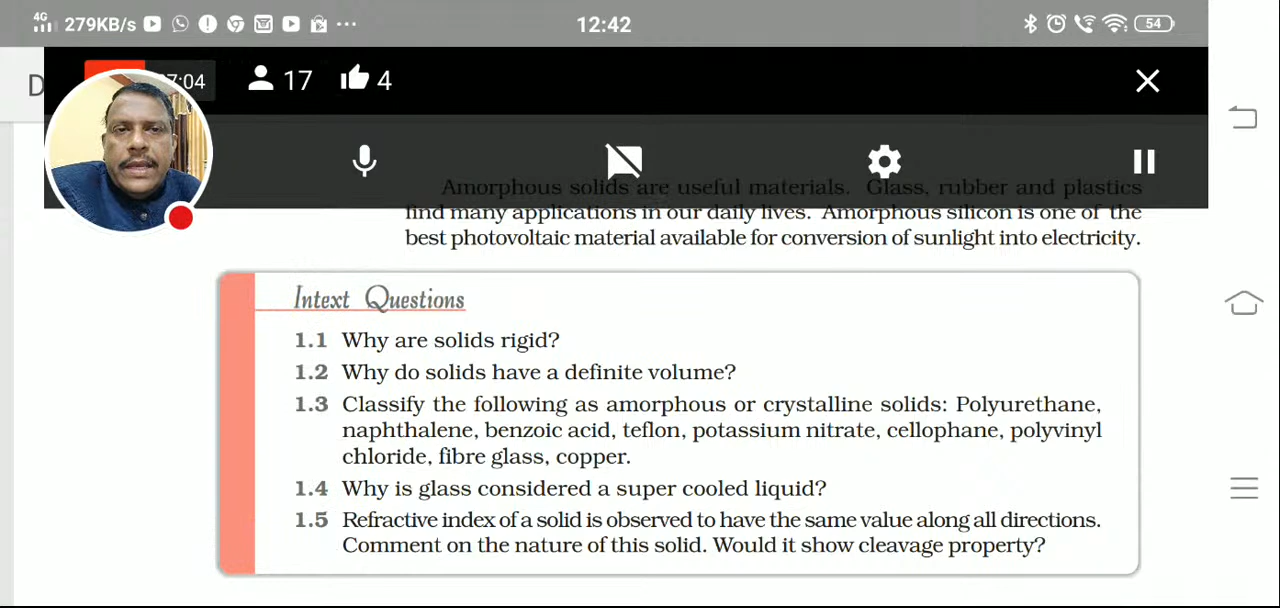 4G 279KB/s 12:42 54
D 7:04 17 4
Amorphous solids are useful materials. Glass, rubber and plastics
find many applications in our daily lives. Amorphous silicon is one of the
best photovoltaic material available for conversion of sunlight into electricity.
Intext Questions
1.1 Why are solids rigid?
1.2 Why do solids have a definite volume?
1.3 Classify the following as amorphous or crystalline solids: Polyurethane,
naphthalene, benzoic acid, teflon, potassium nitrate, cellophane, polyvinyl
chloride, fibre glass, copper.
1.4 Why is glass considered a super cooled liquid?
1.5 Refractive index of a solid is observed to have the same value along all directions.
Comment on the nature of this solid. Would it show cleavage property?